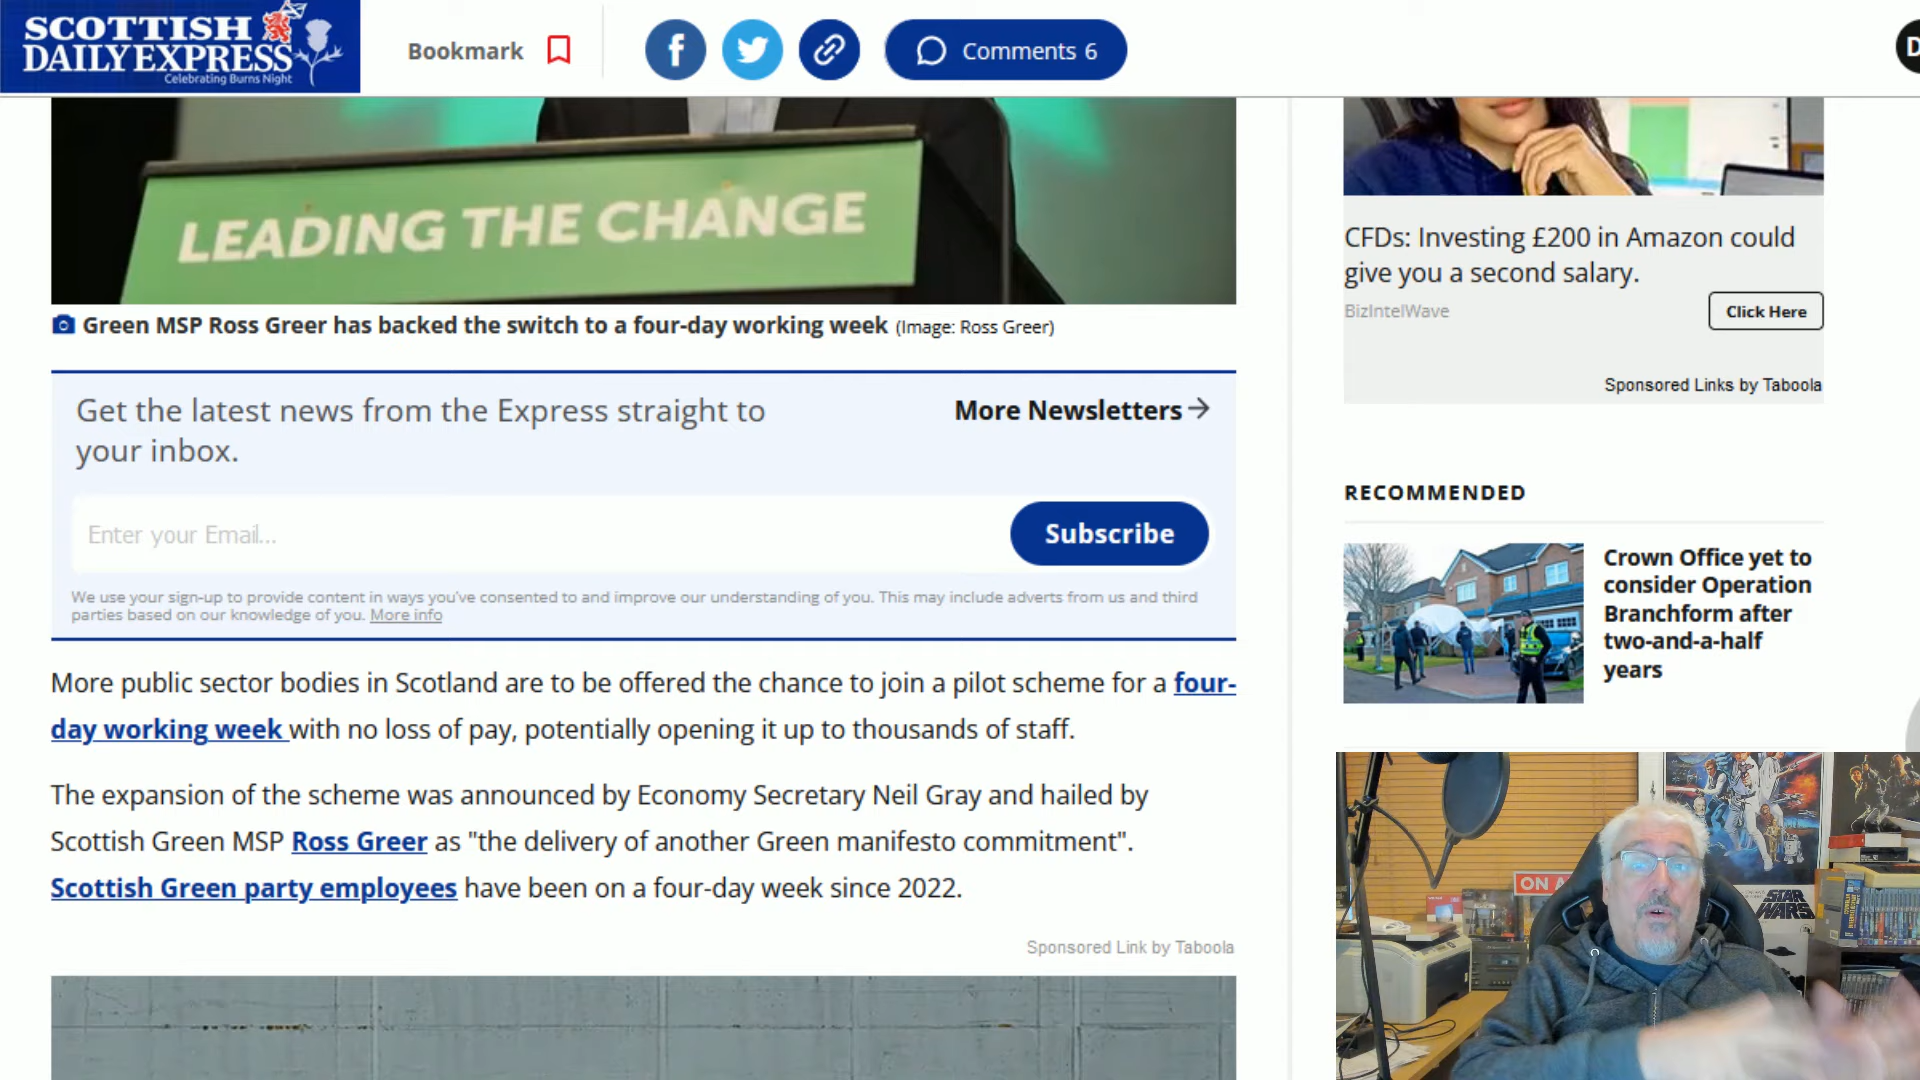 SCOTTISH
DAILY EXPRESS
Celebrating Burns Night
Bookmark
Comments 6
D
LEADING THE CHANGE
Green MSP Ross Greer has backed the switch to a four-day working week (Image: Ross Greer)
Get the latest news from the Express straight to
your inbox.
More Newsletters
Enter your Email...
Subscribe
We use your sign-up to provide content in ways you've consented to and improve our understanding of you. This may include adverts from us and third
parties based on our knowledge of you. More info
More public sector bodies in Scotland are to be offered the chance to join a pilot scheme for a four-
day working week with no loss of pay, potentially opening it up to thousands of staff.
The expansion of the scheme was announced by Economy Secretary Neil Gray and hailed by
Scottish Green MSP Ross Greer as "the delivery of another Green manifesto commitment".
Scottish Green party employees have been on a four-day week since 2022.
Sponsored Link by Taboola
CFDs: Investing £200 in Amazon could
give you a second salary.
BizIntelWave
Click Here
Sponsored Links by Taboola
RECOMMENDED
Crown Office yet to
consider Operation
Branchform after
two-and-a-half
years
ON A
STAR
WARS